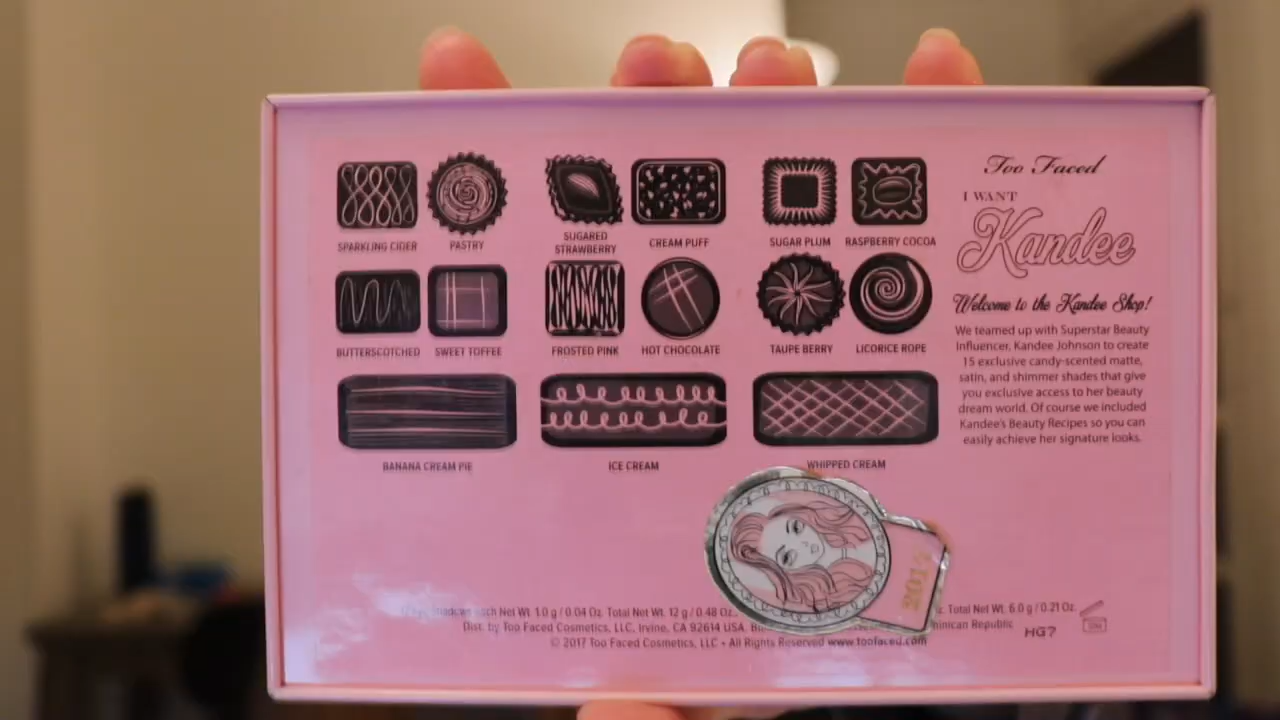 Too Faced
I WANT
Kandee
SPARKLING CIDER
PASTRY
SUGARED
STRAWBERRY
CREAM PUFF
SUGAR PLUM
RASPBERRY COCOA
BUTTERSCOTCHED
SWEET TOFFEE
FROSTED PINK
HOT CHOCOLATE
TAUPE BERRY
LICORICE ROPE
BANANA CREAM PIE
ICE CREAM
WHIPPED CREAM
Welcome to the Kandee Shop!
We teamed up with Superstar Beauty
Influencer, Kandee Johnson to create
15 exclusive candy-scented matte,
satin, and shimmer shades that give
you exclusive access to her beauty
dream world. Of course we included
Kandee's Beauty Recipes so you can
easily achieve her signature looks.
2017
Shadows each Net Wt. 1.0 g / 0.04 Oz. Total Net Wt. 12 g / 0.48 Oz. Total Net Wt. 6.0 g / 0.21 Oz.
Dist. by Too Faced Cosmetics, LLC, Irvine, CA 92614 USA. Republic
© 2017 Too Faced Cosmetics, LLC • All Rights Reserved www.toofaced.com
HG7